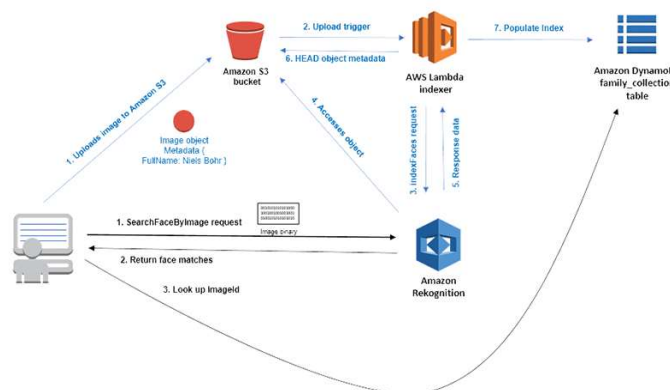 2. Upload trigger
7. Populate Index
6. HEAD object metadata
Amazon S3
bucket
AWS Lambda
indexer
Amazon Dynamo
family_collection
table
1. Uploads image to Amazon S3
4. Accesses object
3. IndexFaces request
5. Response data
Image object
Metadata (
FullName: Niels Bohr )
1. SearchFaceByImage request
Image binary
2. Return face matches
Amazon
Rekognition
3. Look up ImageId